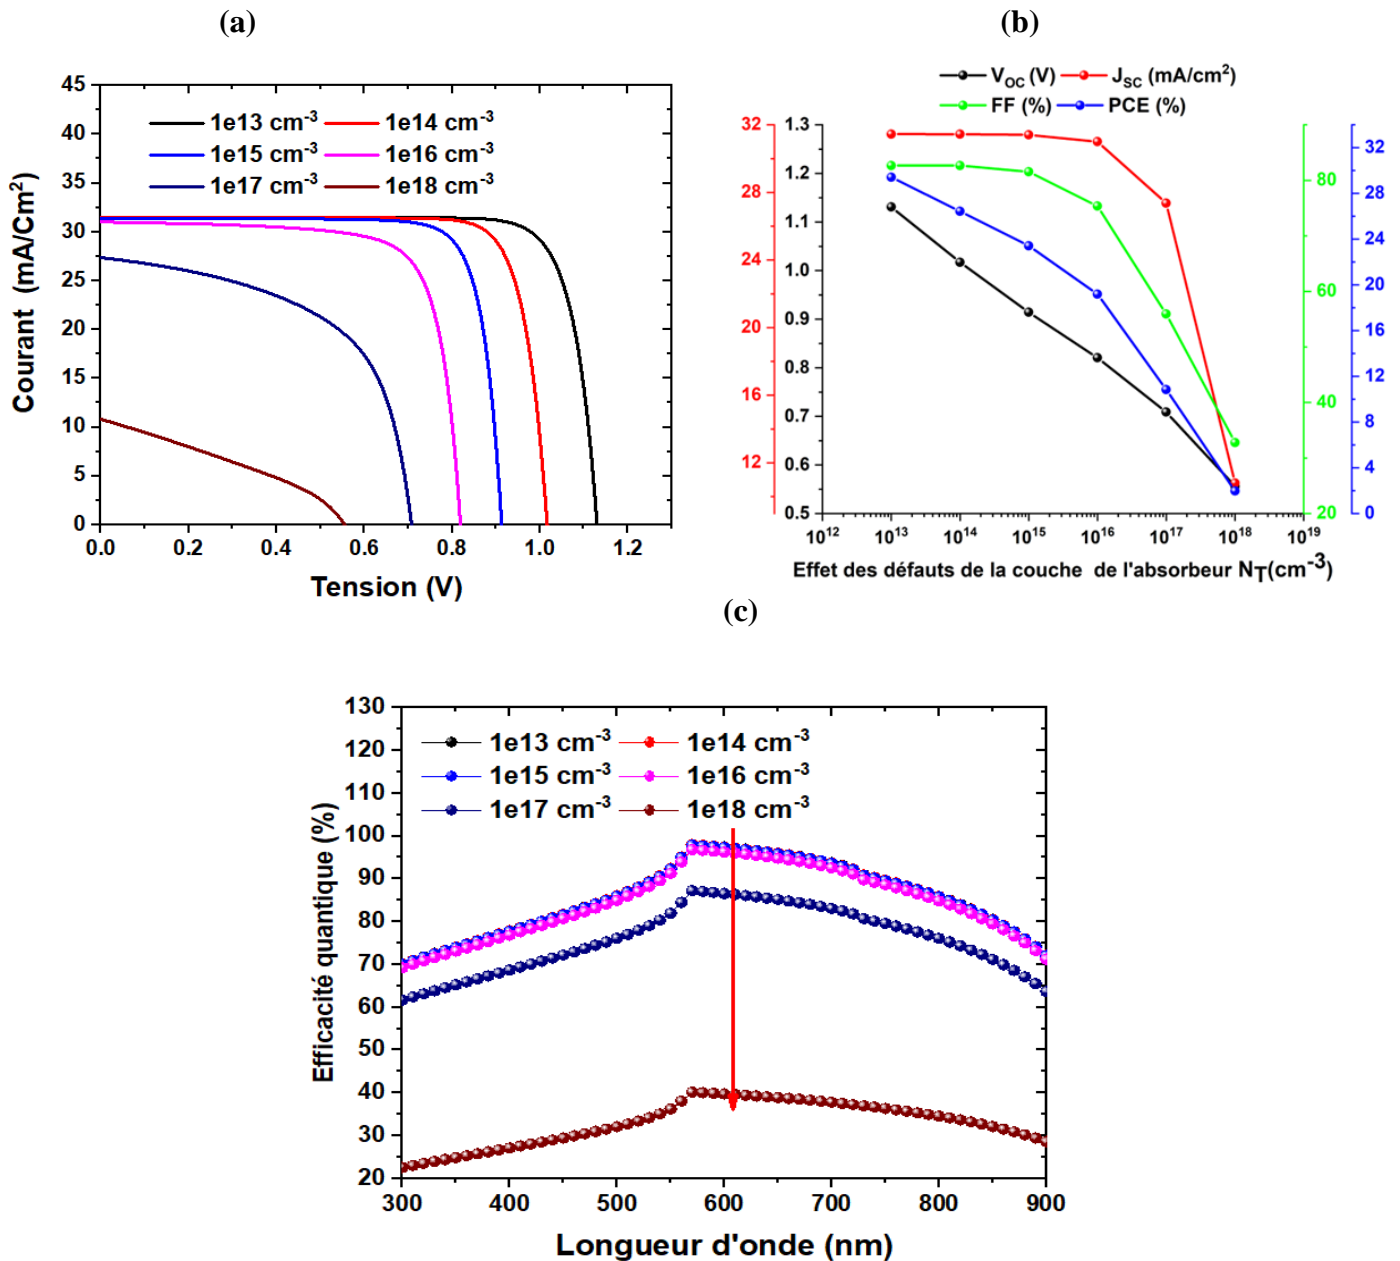 (a)
(b)
V_OC (V) J_SC (mA/cm²)
FF (%) PCE (%)
45
40
35
30
25
20
15
10
5
0
Courant (mA/Cm²)
1e13 cm⁻³ 1e14 cm⁻³
1e15 cm⁻³ 1e16 cm⁻³
1e17 cm⁻³ 1e18 cm⁻³
0.0 0.2 0.4 0.6 0.8 1.0 1.2
Tension (V)
32
28
24
20
16
12
1.3
1.2
1.1
1.0
0.9
0.8
0.7
0.6
0.5
80
60
40
20
32
28
24
20
16
12
8
4
0
10¹² 10¹³ 10¹⁴ 10¹⁵ 10¹⁶ 10¹⁷ 10¹⁸ 10¹⁹
Effet des défauts de la couche de l'absorbeur N_T(cm⁻³)
(c)
130
120
110
100
90
80
70
60
50
40
30
20
Efficacité quantique (%)
1e13 cm⁻³ 1e14 cm⁻³
1e15 cm⁻³ 1e16 cm⁻³
1e17 cm⁻³ 1e18 cm⁻³
300 400 500 600 700 800 900
Longueur d'onde (nm)